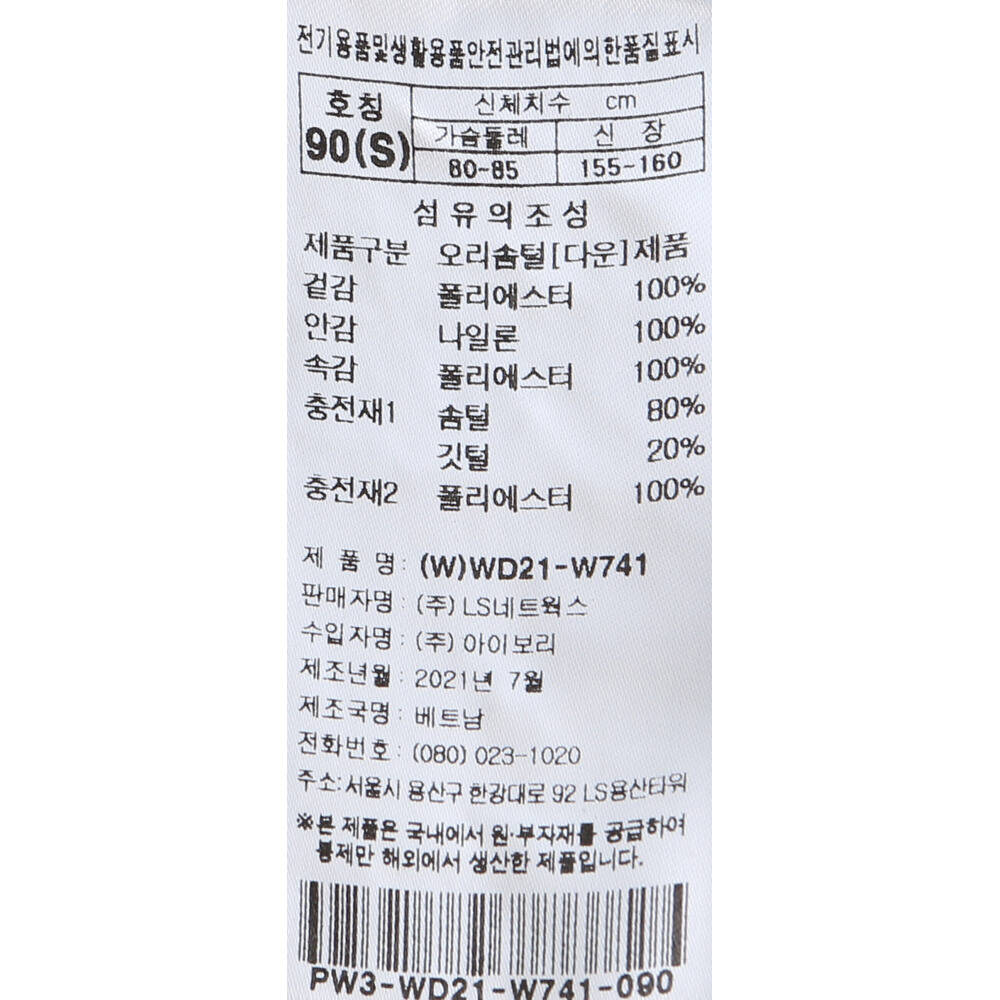 전기용품및생활용품안전관리법에의한품질표시
호칭 신체치수 cm
90(S) 가슴둘레 신 장
80-85 155-160
섬유의조성
제품구분 오리솜털[다운]제품
겉감 폴리에스터 100%
안감 나일론 100%
속감 폴리에스터 100%
충전재1 솜털 80%
깃털 20%
충전재2 폴리에스터 100%
제 품 명: (W)WD21-W741
판매자명: (주)LS네트웍스
수입자명: (주)아이보리
제조년월: 2021년 7월
제조국명: 베트남
전화번호: (080) 023-1020
주소:서울시 용산구 한강대로 92 LS용산타워
※본 제품은 국내에서 원·부자재를 공급하여
봉제만 해외에서 생산한 제품입니다.
PW3-WD21-W741-090